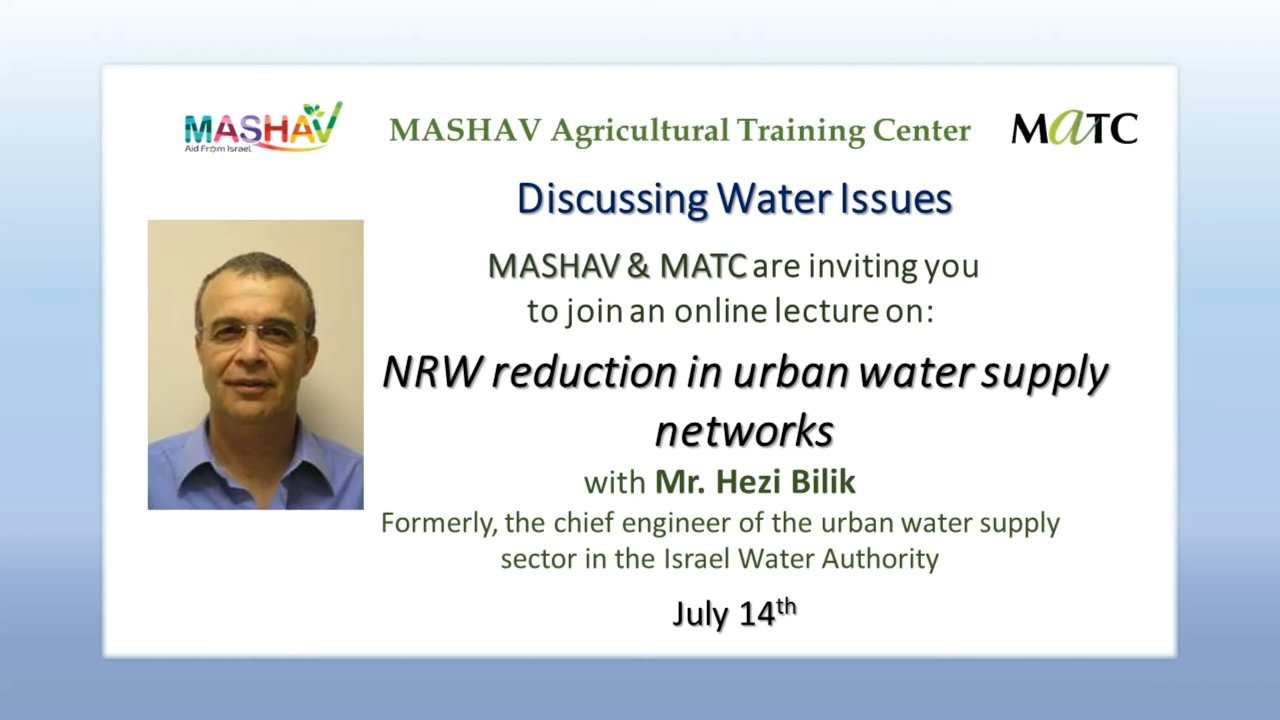 MASHAV
Aid From Israel
MASHAV Agricultural Training Center
MATC
Discussing Water Issues
MASHAV & MATC are inviting you
to join an online lecture on:
NRW reduction in urban water supply
networks
with Mr. Hezi Bilik
Formerly, the chief engineer of the urban water supply
sector in the Israel Water Authority
July 14th